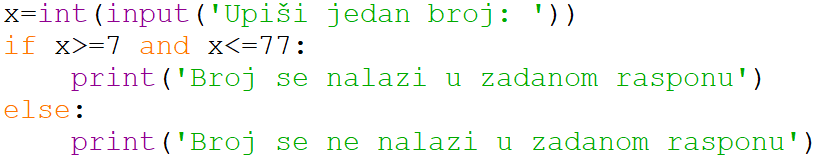 x=int(input('Upiši jedan broj: '))
if x>=7 and x<=77:
    print('Broj se nalazi u zadanom rasponu')
else:
    print('Broj se ne nalazi u zadanom rasponu')